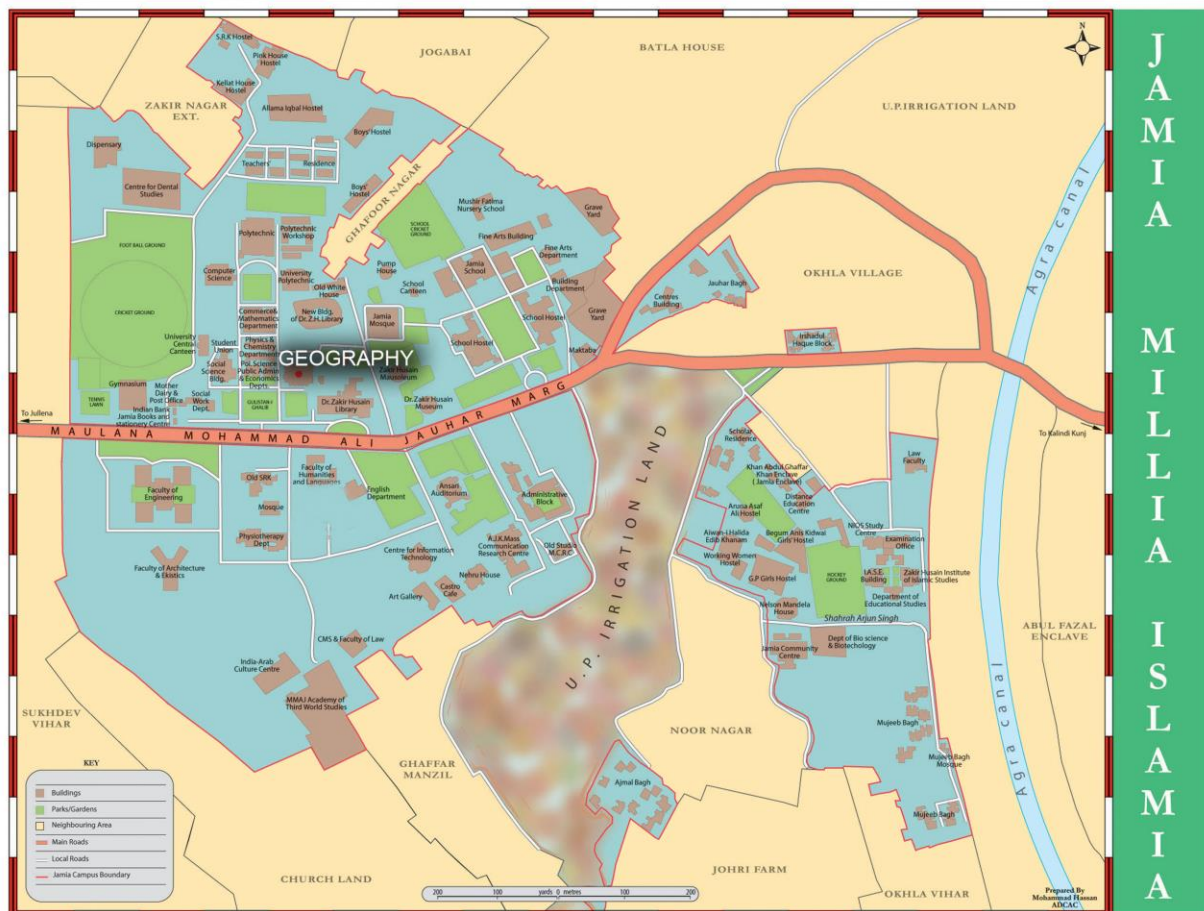 JAMIA MILLIA ISLAMIA
N
S.R.K Hostel
Pink House
Hostel
Kellat House
Hostel
JOGABAI
BATLA HOUSE
ZAKIR NAGAR
EXT.
Allama Iqbal Hostel
Boys' Hostel
U.P.IRRIGATION LAND
Dispensary
Teachers'
Residence
Centre for Dental
Studies
Boys'
Hostel
GHAFOOR NAGAR
Mushir Fatima
Nursery School
Grave
Yard
SCHOOL
CRICKET
GROUND
Polytechnic
Polytechnic
Workshop
Fine Arts Building
FOOT BALL GROUND
Fine Arts
Department
Pump
House
Jamia
School
Computer
Science
University
Polytechnic
Building
Department
School
Canteen
Old White
House
OKHLA VILLAGE
Jauhar Bagh
Centres
Building
Agra canal
CRICKET GROUND
Commerce&
Mathematics
Department
New Bldg.
of Dr.Z.H.Library
Jamia
Mosque
School Hostel
Grave
Yard
University
Central
Canteen
Student
Union
Physics &
Chemistry
Department
School
Hostel
Maktaba
Irshadul
Haque Block
GEOGRAPHY
Social
Science
Bldg.
Pol.Science
Public Admn
& Economics
Depts.
Zakir Husain
Mausoleum
Gymnasium
Mother
Dairy &
Post Office
Social
Work
Dept.
TENNIS
LAWN
GULISTAN-I
GHALIB
Dr.Zakir Husain
Library
Dr.Zakir Husain
Museum
Indian Bank
Jamia Books and
stationery Centre
To Jullena
MAULANA MOHAMMAD ALI JAUHAR MARG
To Kalindi Kunj
Scholar
Residence
Law
Faculty
Faculty of
Humanities
and Languages
Old SRK
Faculty of
Engineering
English
Department
Ansari
Auditorium
Administrative
Block
Khan Abdul Ghaffar
Khan Enclave
( Jamia Enclave)
Distance
Education
Centre
Aruna Asaf
Ali Hostel
Mosque
U.P. IRRIGATION LAND
NIOS Study
Centre
Aiwan-I.Halida
Edib Khanam
Begum Anis Kidwai
Girls' Hostel
Physiotherapy
Dept.
A.J.K.Mass
Communication
Research Centre
Old Studio
M.C.R.C
Examination
Office
Centre for Information
Technology
Working Women
Hostel
Faculty of Architecture
& Ekistics
Nehru House
G.P Girls Hostel
HOCKEY
GROUND
I.A.S.E.
Building
Zakir Husain Institute
of Islamic Studies
Castro
Cafe
Art Gallery
Department of
Educational Studies
Nelson Mandela
House
Shahrah Arjun Singh
ABUL FAZAL
ENCLAVE
CMS & Faculty of Law
Dept of Bio science
& Biotechology
Jamia Community
Centre
India-Arab
Culture Centre
MMAJ Academy of
Third World Studies
SUKHDEV
VIHAR
Mujeeb Bagh
NOOR NAGAR
Agra canal
Mujeeb Bagh
Mosque
GHAFFAR
MANZIL
Ajmal Bagh
Mujeeb Bagh
KEY
Buildings
Parks/Gardens
Neighbouring Area
Main Roads
Local Roads
Jamia Campus Boundary
CHURCH LAND
JOHRI FARM
OKHLA VIHAR
200 100 yards 0 metres 100 200
Prepared By
Mohammad Hassan
ADCAC